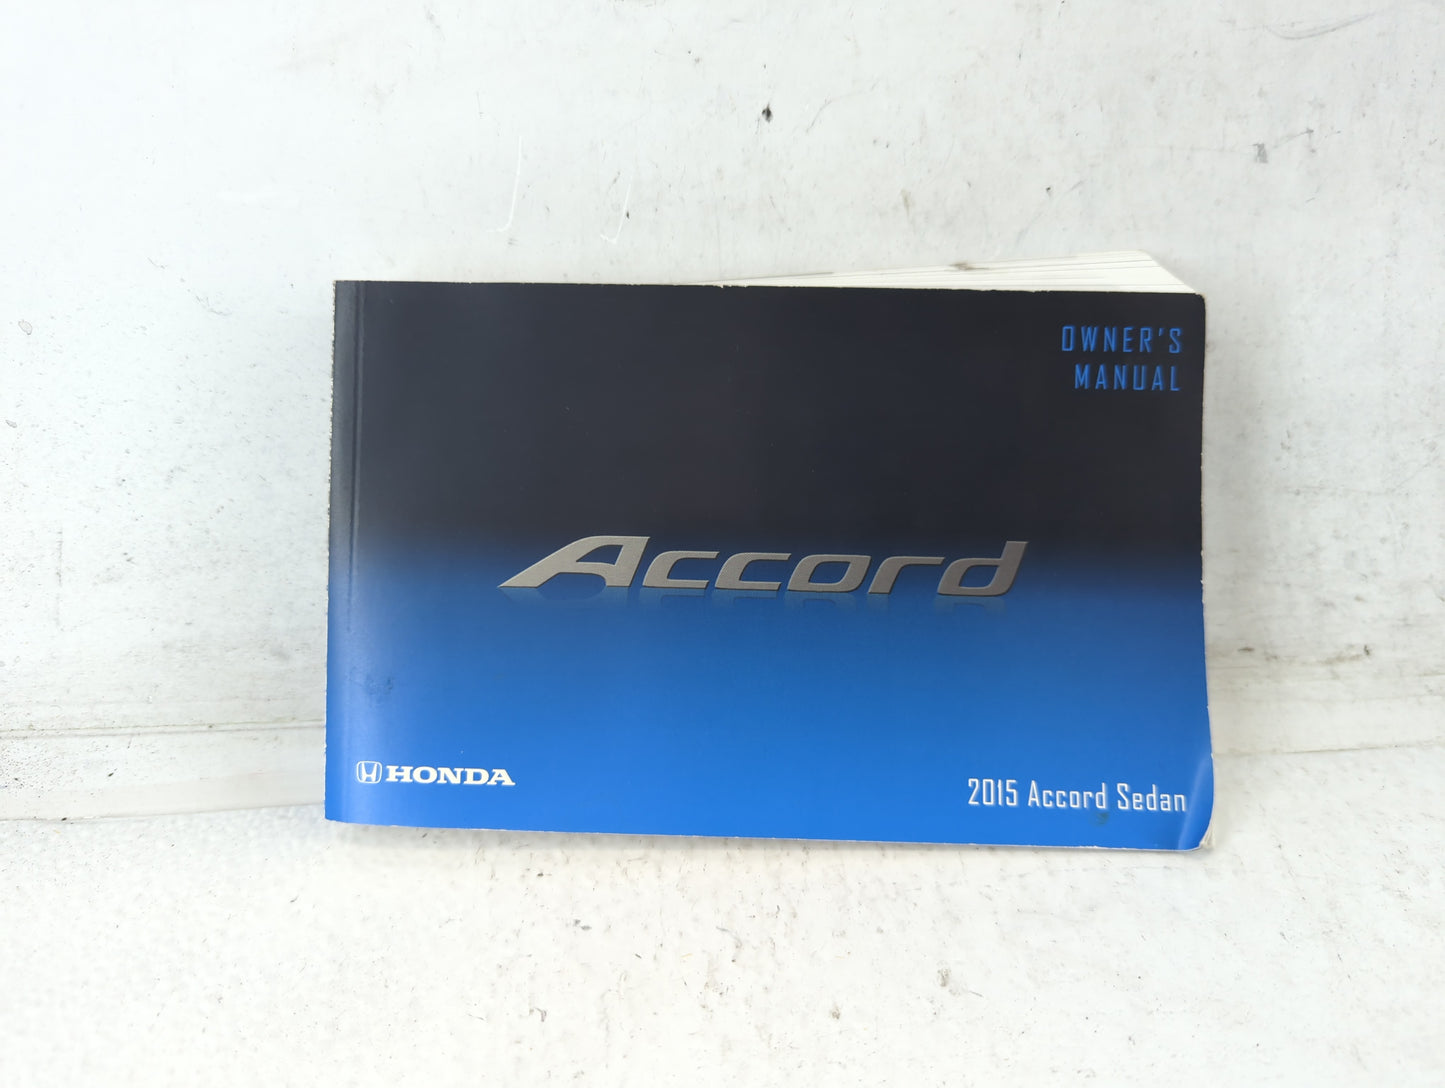 OWNER'S
MANUAL
Accord
HONDA
2015 Accord Sedan